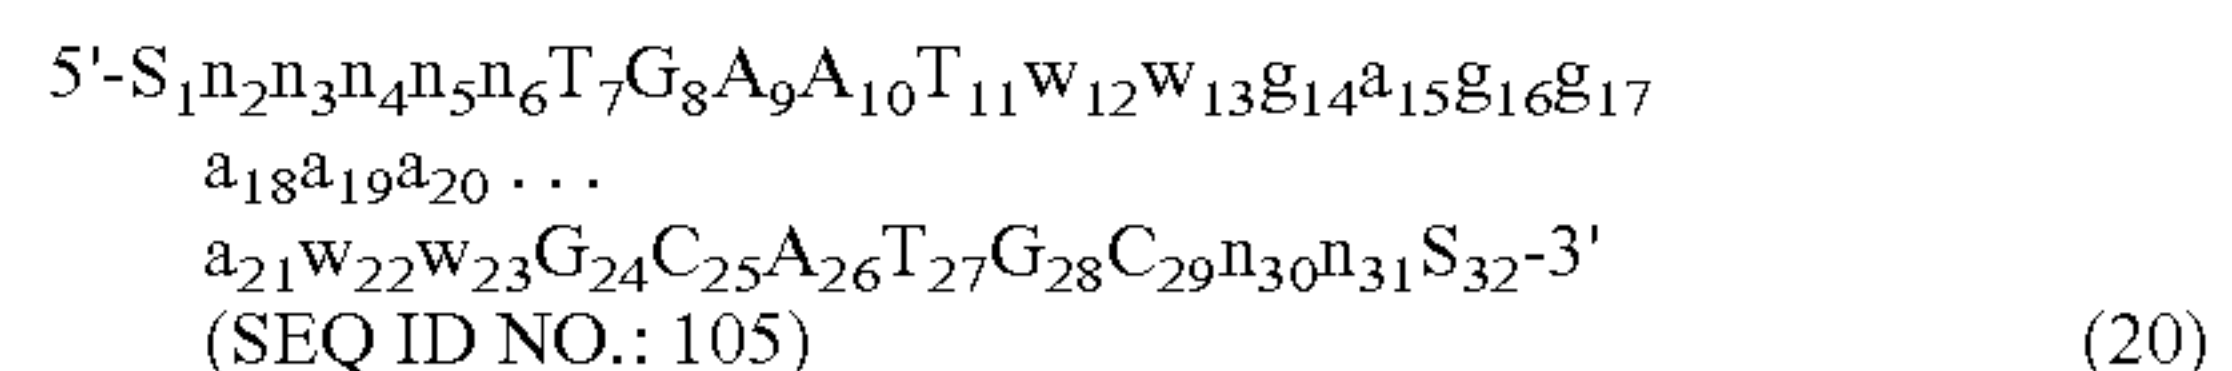 5'-S₁n₂n₃n₄n₅n₆T₇G₈A₉A₁₀T₁₁w₁₂w₁₃g₁₄a₁₅g₁₆g₁₇
a₁₈a₁₉a₂₀ . . .
a₂₁w₂₂w₂₃G₂₄C₂₅A₂₆T₂₇G₂₈C₂₉n₃₀n₃₁S₃₂-3'
(SEQ ID NO.: 105) (20)